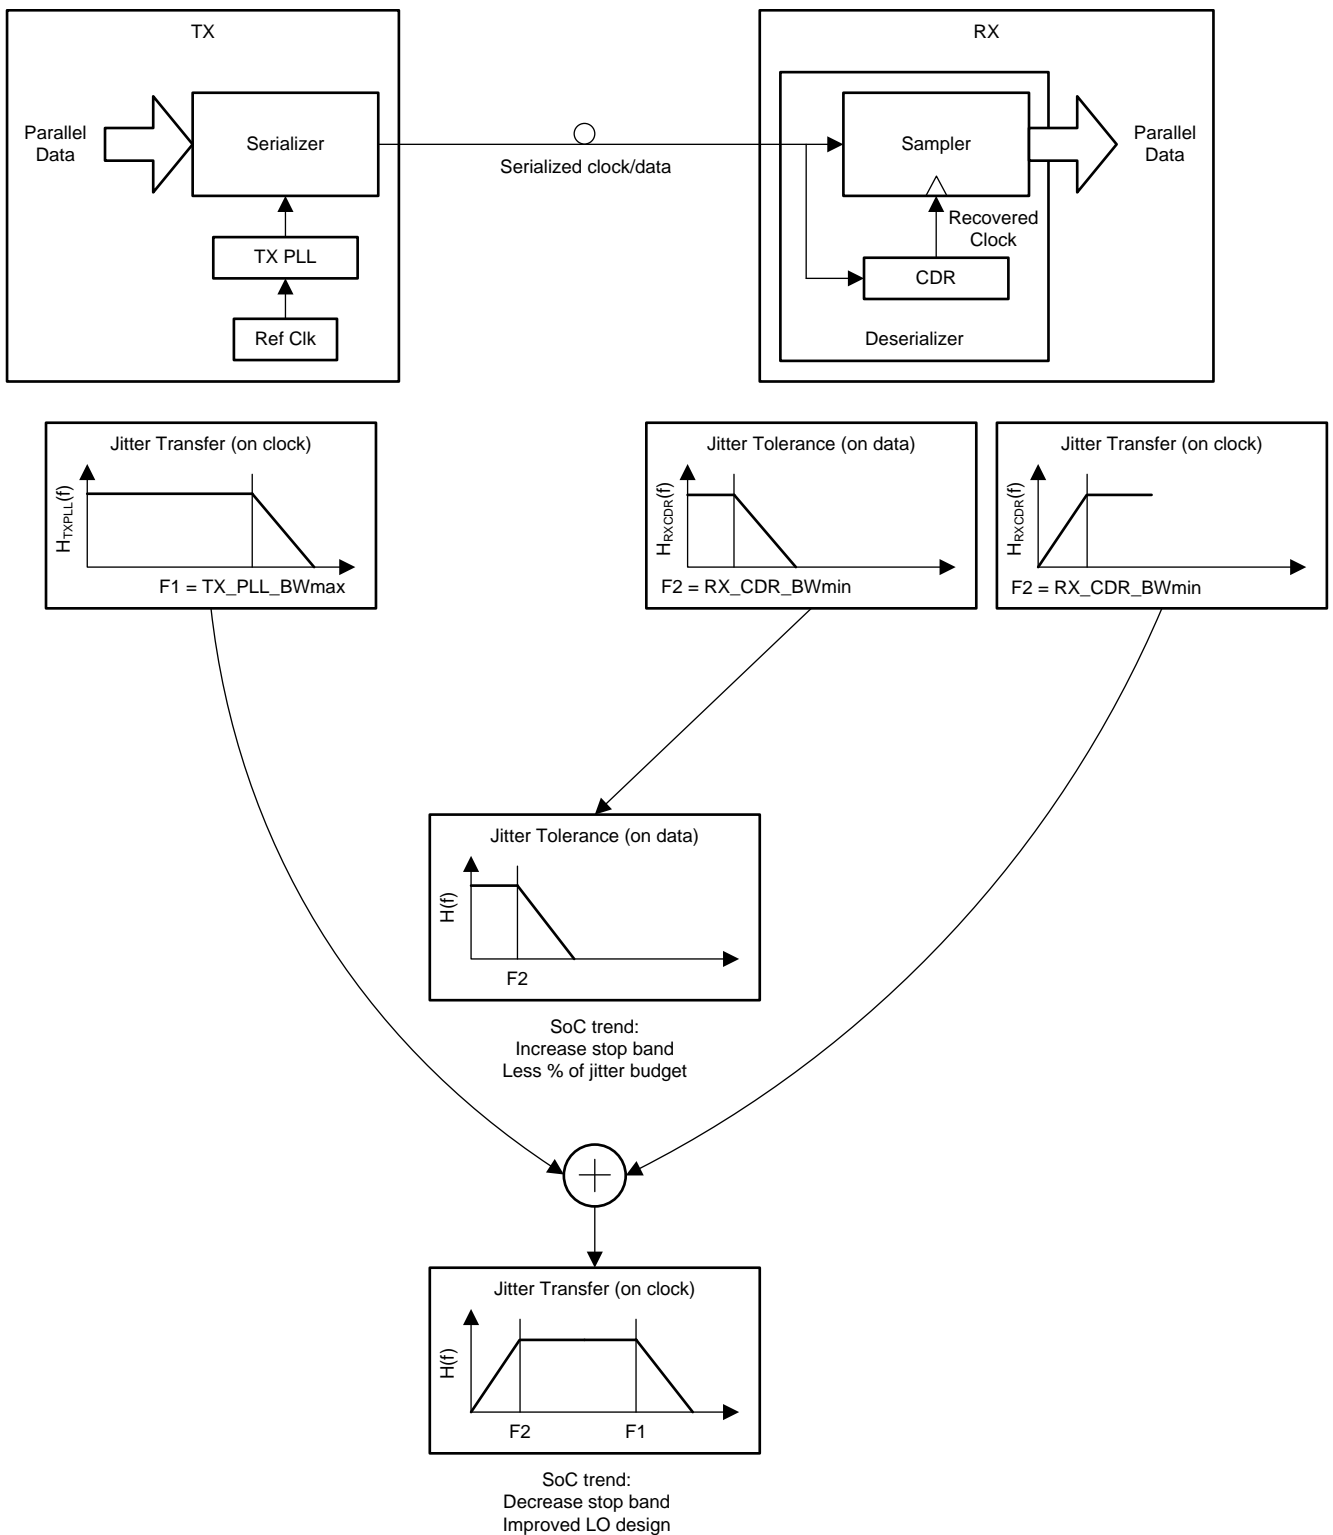 TX
Parallel
Data
Serializer
TX PLL
Ref Clk
Serialized clock/data
RX
Sampler
Recovered
Clock
CDR
Deserializer
Parallel
Data
Jitter Transfer (on clock)
HTXPLL(f)
F1 = TX_PLL_BWmax
Jitter Tolerance (on data)
HRXCDR(f)
F2 = RX_CDR_BWmin
Jitter Transfer (on clock)
HRXCDR(f)
F2 = RX_CDR_BWmin
Jitter Tolerance (on data)
H(f)
F2
SoC trend:
Increase stop band
Less % of jitter budget
Jitter Transfer (on clock)
H(f)
F2
F1
SoC trend:
Decrease stop band
Improved LO design